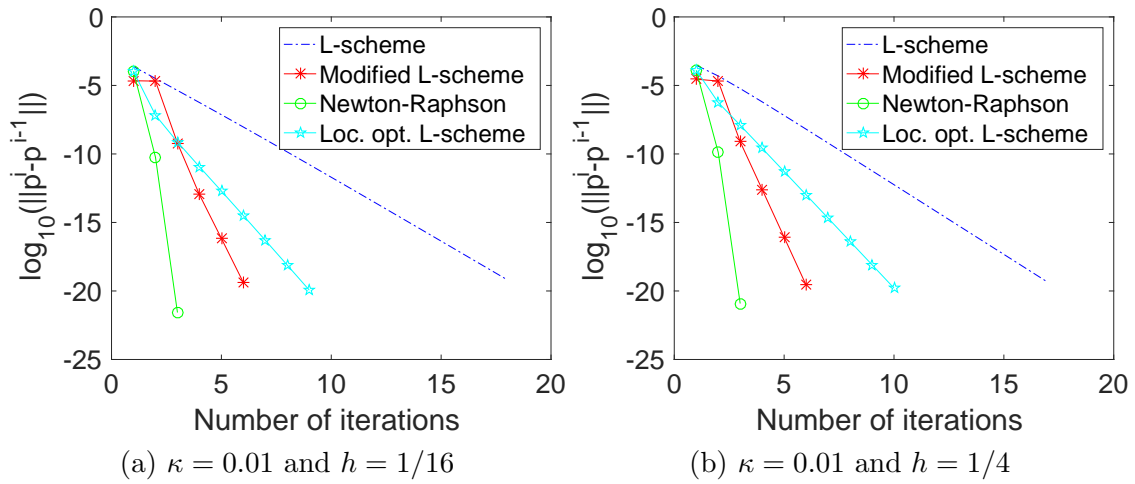 0
-5
-10
-15
-20
-25
log10(||p^i-p^{i-1}||)
L-scheme
Modified L-scheme
Newton-Raphson
Loc. opt. L-scheme
0 5 10 15 20
Number of iterations
(a) κ = 0.01 and h = 1/16
0
-5
-10
-15
-20
-25
log10(||p^i-p^{i-1}||)
L-scheme
Modified L-scheme
Newton-Raphson
Loc. opt. L-scheme
0 5 10 15 20
Number of iterations
(b) κ = 0.01 and h = 1/4